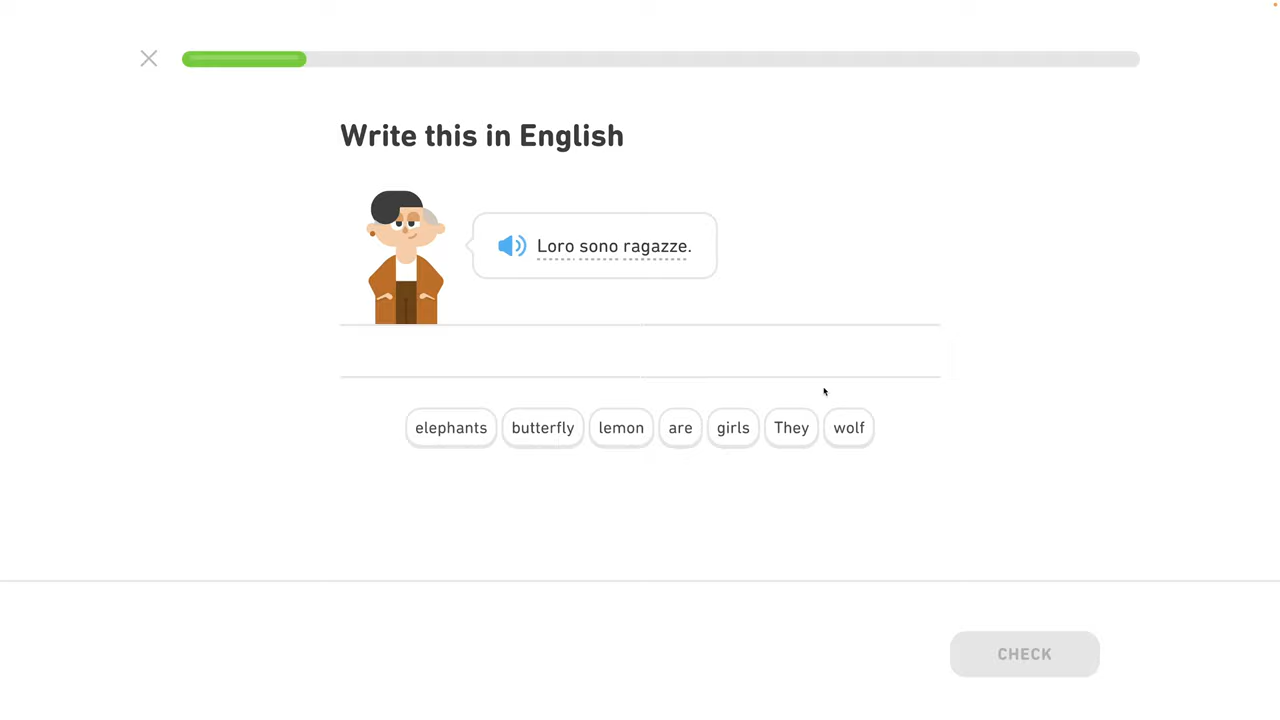 Write this in English
Loro sono ragazze.
elephants butterfly lemon are girls They wolf
CHECK